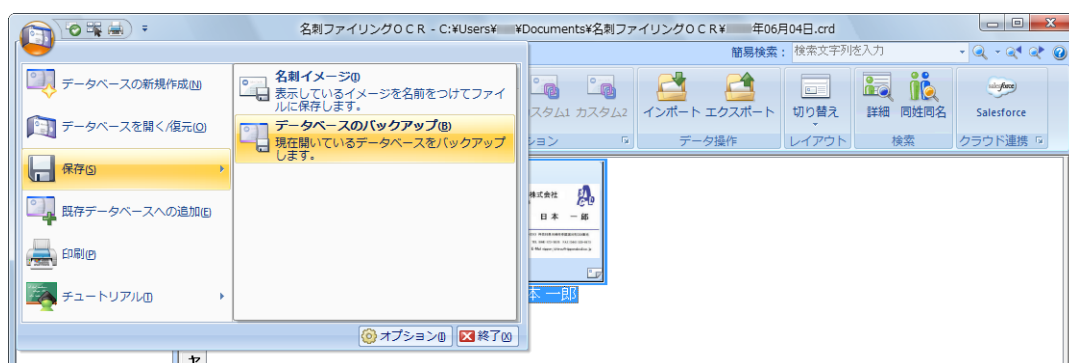 名刺ファイリングOCR - C:¥Users¥ ¥Documents¥名刺ファイリングOCR¥ 年06月04日.crd
簡易検索: 検索文字列を入力
データベースの新規作成(N)
データベースを開く/復元(O)
保存(S)
既存データベースへの追加(E)
印刷(P)
チュートリアル(T)
名刺イメージ(I)
表示しているイメージを名前をつけてファイルに保存します。
データベースのバックアップ(B)
現在開いているデータベースをバックアップします。
オプション(I) 終了(X)
スタム1 カスタム2
ション
インポート エクスポート
データ操作
切り替え
レイアウト
詳細 同姓同名
検索
salesforce
Salesforce
クラウド連携
株式会社
日本 一郎
本 一郎